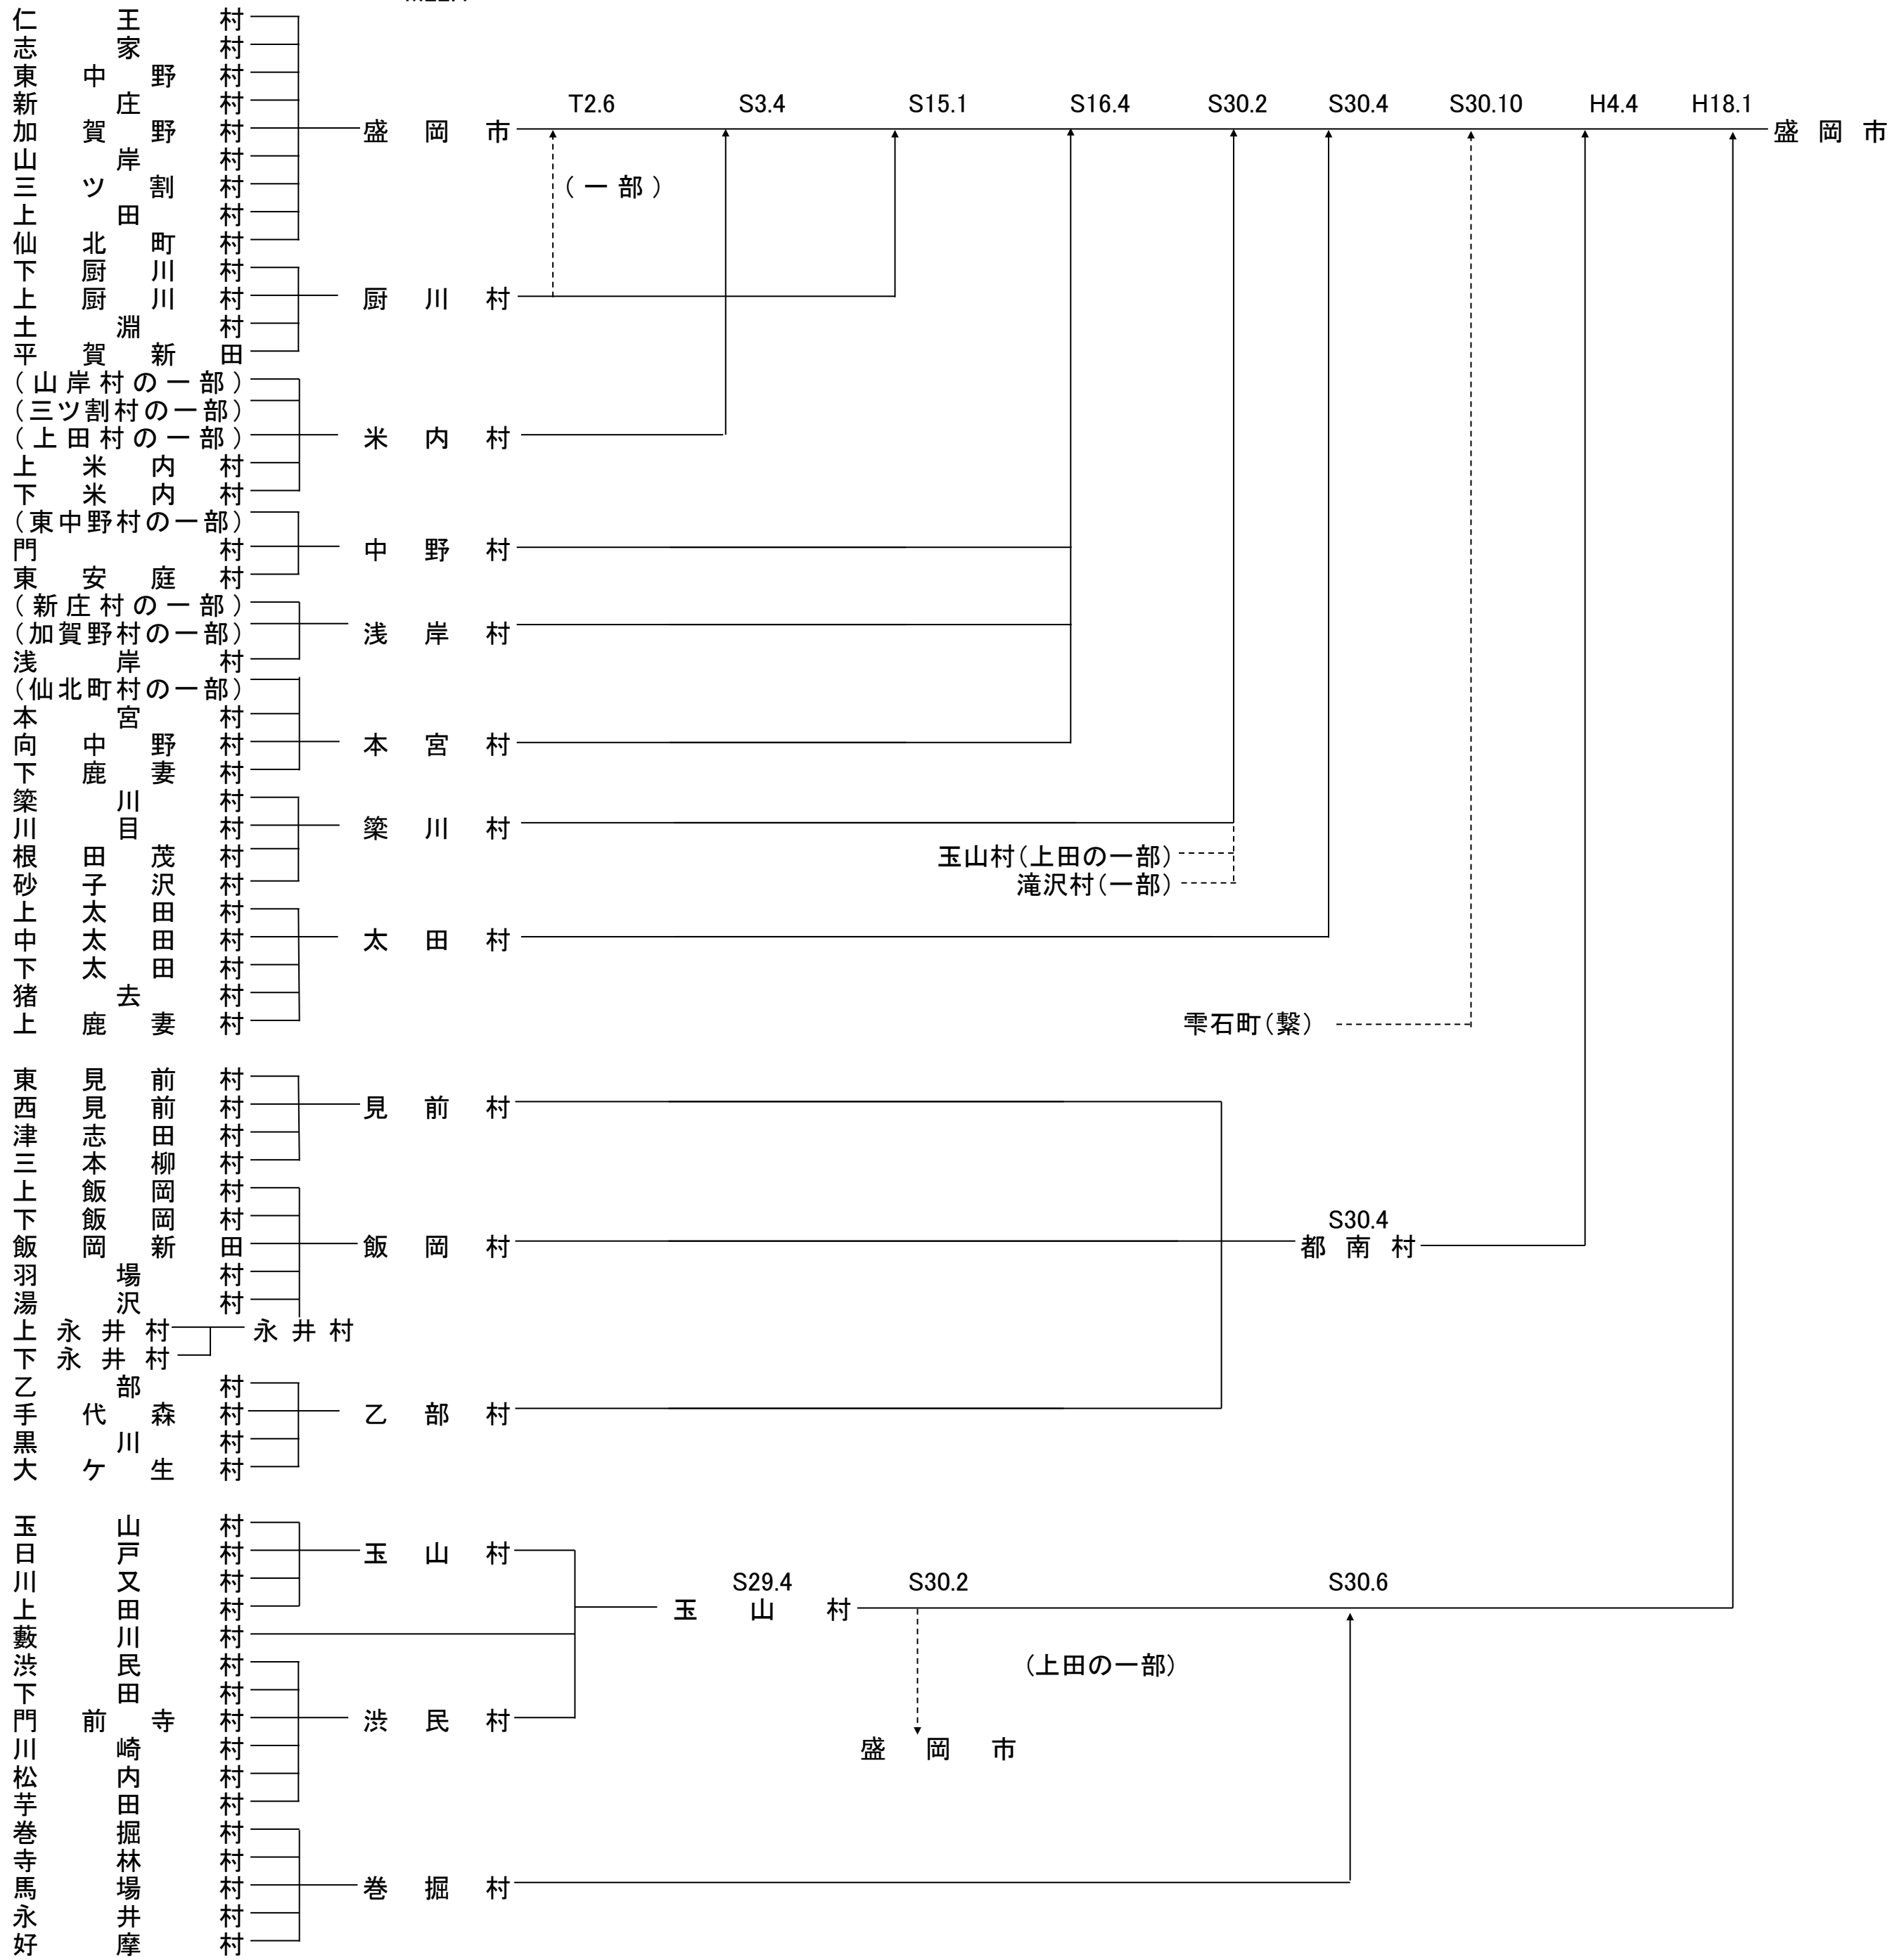 仁王村
志家村
東中野村
新庄村
加賀野村
山岸村
三ツ割村
上田村
仙北町村
下厨川村
上厨川村
土淵村
平賀新田
(山岸村の一部)
(三ツ割村の一部)
(上田村の一部)
上米内村
下米内村
(東中野村の一部)
門村
東安庭村
(新庄村の一部)
(加賀野村の一部)
浅岸村
(仙北町村の一部)
本宮村
向中野村
下鹿妻村
簗川村
川目村
根田茂村
砂子沢村
上太田村
中太田村
下太田村
猪去村
上鹿妻村
東見前村
西見前村
津志田村
三本柳村
上飯岡村
下飯岡村
飯岡新田
羽場村
湯沢村
上永井村
下永井村
永井村
乙部村
手代森村
黒川村
大ケ生村
玉山村
日戸村
川又村
上田村
藪川村
渋民村
下田村
門前寺村
川崎村
松内村
芋田村
巻掘村
寺林村
馬場村
永井村
好摩村
盛岡市
厨川村
米内村
中野村
浅岸村
本宮村
簗川村
太田村
見前村
飯岡村
乙部村
玉山村
渋民村
巻掘村
T2.6
S3.4
S15.1
S16.4
S30.2
S30.4
S30.10
H4.4
H18.1
盛岡市
(一部)
玉山村(上田の一部)
滝沢村(一部)
雫石町(繋)
S30.4
都南村
S29.4
玉山村
S30.2
S30.6
(上田の一部)
盛岡市